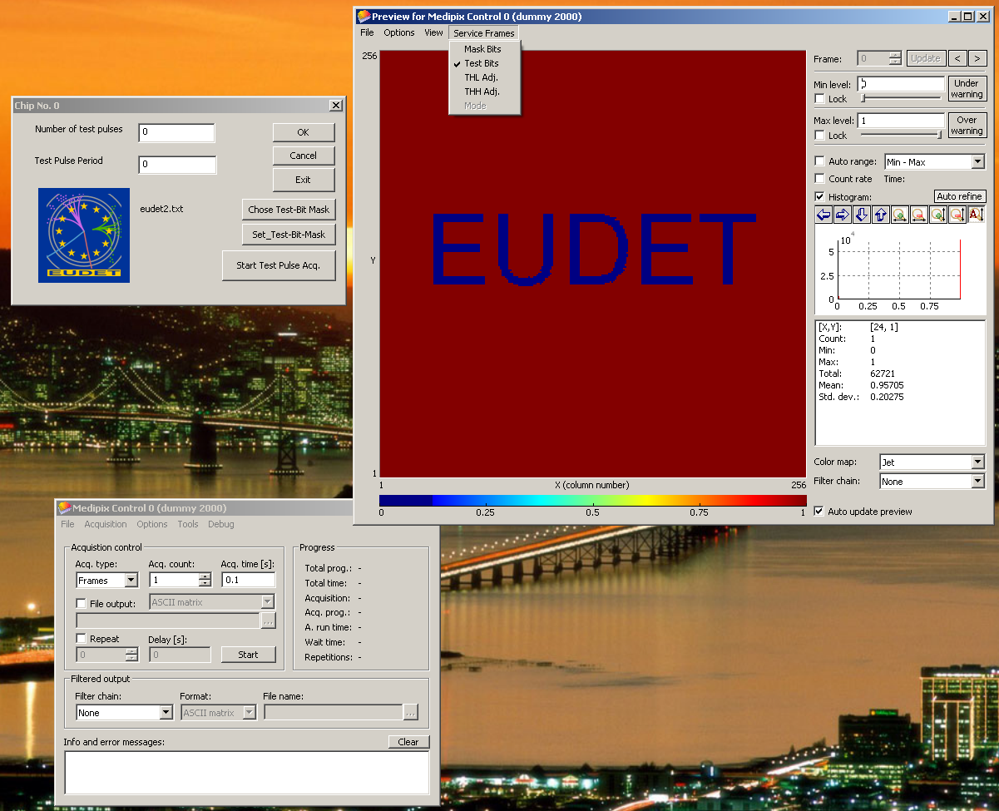 Preview for Medipix Control 0 (dummy 2000)
File Options View Service Frames
Mask Bits
Test Bits
THL Adj.
THH Adj.
Mode
256
Y
1
EUDET
1 X (column number) 256
0 0.25 0.5 0.75 1
Frame: 0 Update < >
Min level: Under warning
Lock
Max level: 1 Over warning
Lock
Auto range: Min - Max
Count rate Time:
Histogram: Auto refine
A
10 4
5
2.5
0
0 0.25 0.5 0.75
[X,Y]: [24, 1]
Count: 1
Min: 0
Max: 1
Total: 62721
Mean: 0.95705
Std. dev.: 0.20275
Color map: Jet
Filter chain: None
Auto update preview
Chip No. 0
Number of test pulses 0 OK
Cancel
Test Pulse Period 0
Exit
EUDET
eudet2.txt
Chose Test-Bit Mask
Set_Test-Bit-Mask
Start Test Pulse Acq.
Medipix Control 0 (dummy 2000)
File Acquisition Options Tools Debug
Acquistion control
Acq. type: Acq. count: Acq. time [s]:
Frames 1 0.1
File output: ASCII matrix
...
Repeat Delay [s]:
0 0 Start
Progress
Total prog.: -
Total time: -
Acquisition: -
Acq. prog.: -
A. run time: -
Wait time: -
Repetitions: -
Filtered output
Filter chain: Format: File name:
None ASCII matrix ...
Info and error messages: Clear